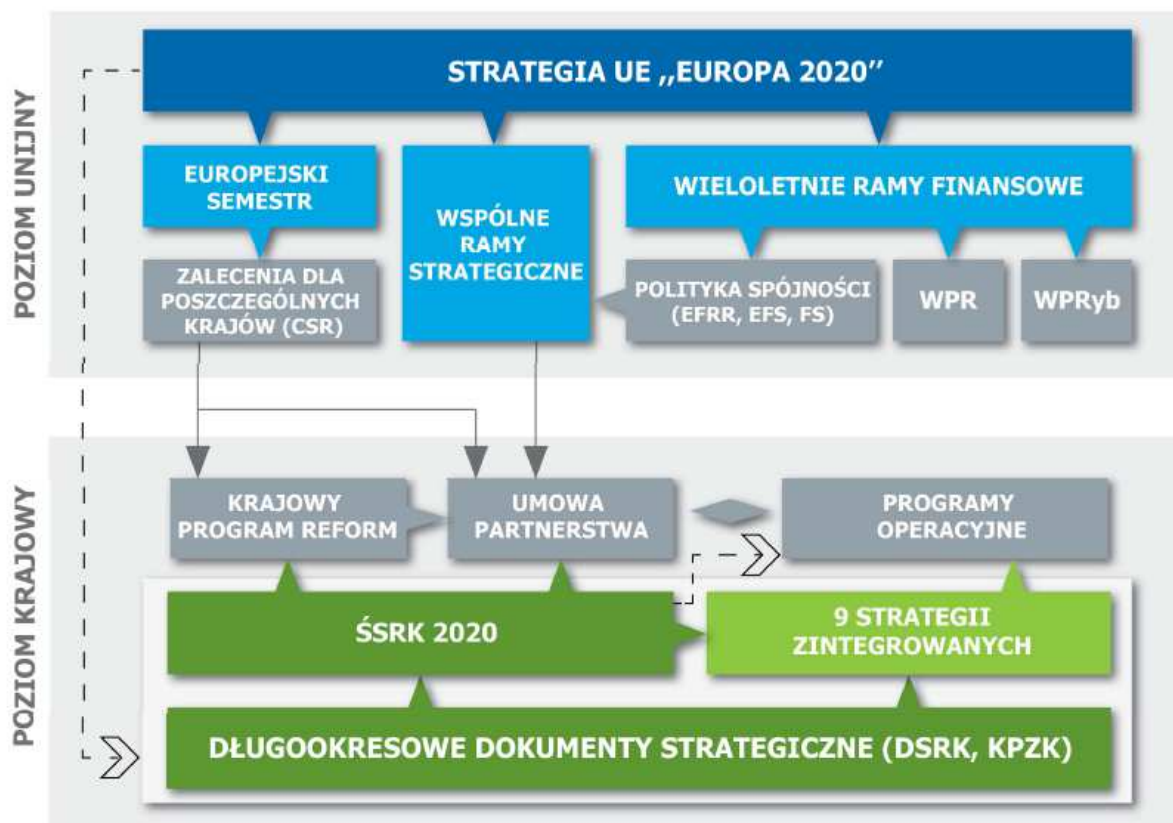 POZIOM UNIJNY
STRATEGIA UE ,,EUROPA 2020”
EUROPEJSKI
SEMESTR
WSPÓLNE
RAMY
STRATEGICZNE
WIELOLETNIE RAMY FINANSOWE
ZALECENIA DLA
POSZCZEGÓLNYCH
KRAJÓW (CSR)
POLITYKA SPÓJNOŚCI
(EFRR, EFS, FS)
WPR
WPRyb
POZIOM KRAJOWY
KRAJOWY
PROGRAM REFORM
UMOWA
PARTNERSTWA
PROGRAMY
OPERACYJNE
ŚSRK 2020
9 STRATEGII
ZINTEGROWANYCH
DŁUGOOKRESOWE DOKUMENTY STRATEGICZNE (DSRK, KPZK)